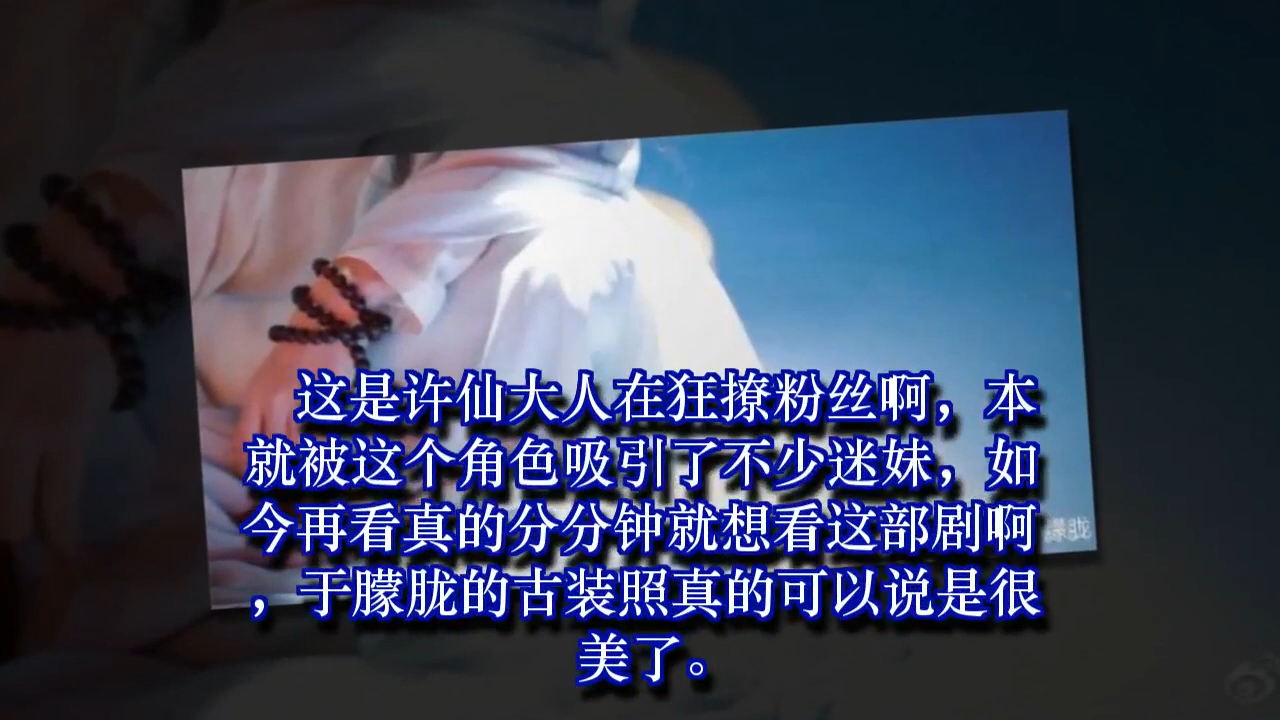 这是许仙大人在狂撩粉丝啊，本
就被这个角色吸引了不少迷妹，如
今再看真的分分钟就想看这部剧啊
，于朦胧的古装照真的可以说是很
美了。